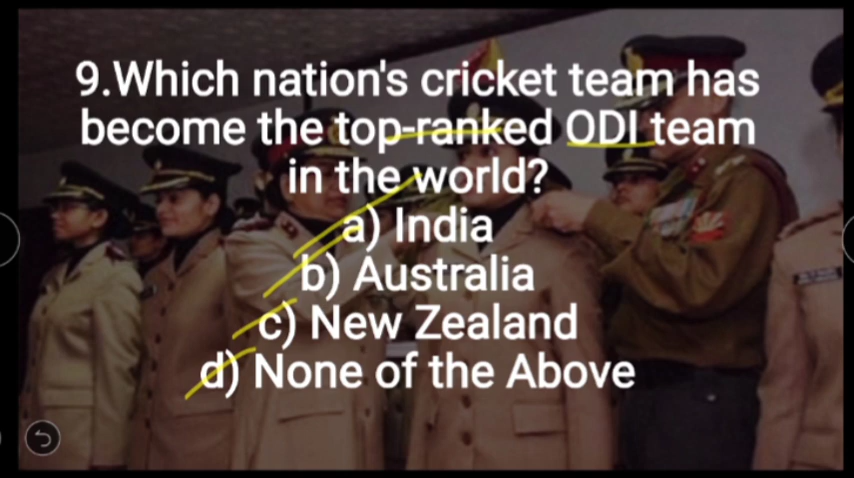 9.Which nation's cricket team has
become the top-ranked ODI team
in the world?
a) India
b) Australia
c) New Zealand
d) None of the Above